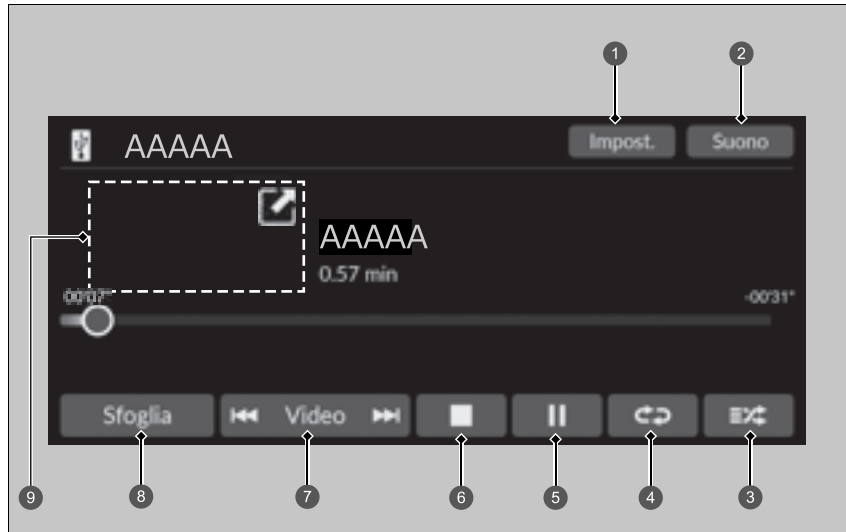 1 2
AAAAA Impost. Suono
AAAAA
9
0.57 min
00'07" -00'31"
Sfoglia Video
8 7 6 5 4 3